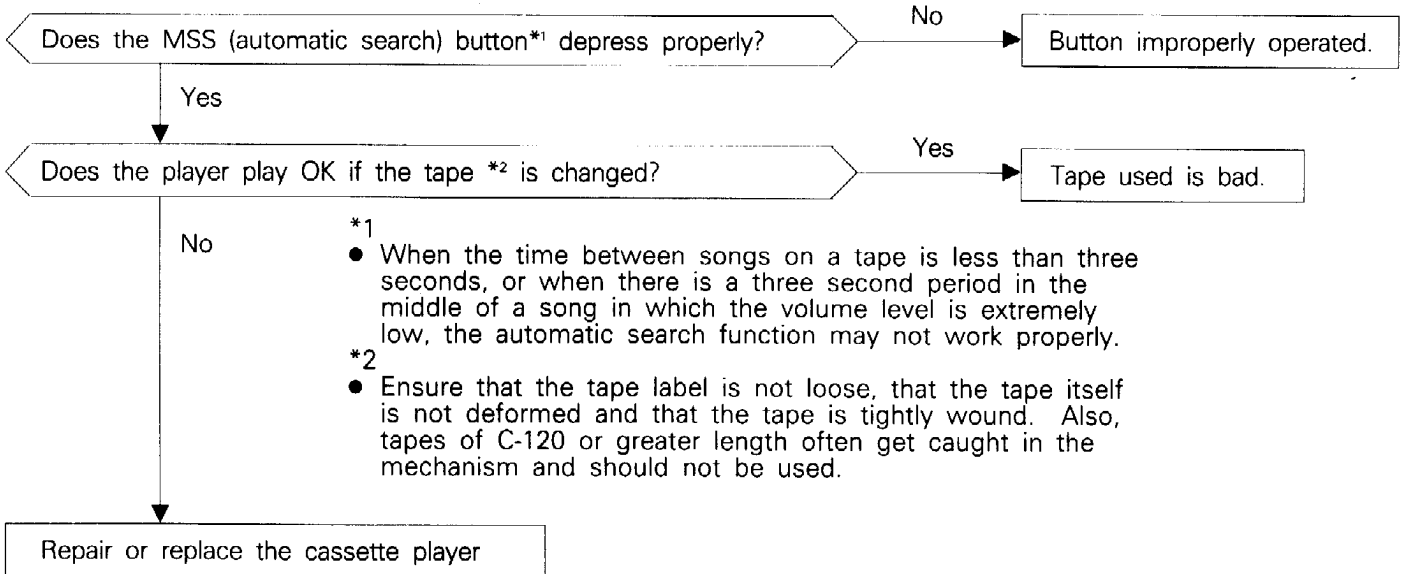 Does the MSS (automatic search) button*1 depress properly?
No
Button improperly operated.
Yes
Does the player play OK if the tape *2 is changed?
Yes
Tape used is bad.
No
*1
● When the time between songs on a tape is less than three
seconds, or when there is a three second period in the
middle of a song in which the volume level is extremely
low, the automatic search function may not work properly.
*2
● Ensure that the tape label is not loose, that the tape itself
is not deformed and that the tape is tightly wound. Also,
tapes of C-120 or greater length often get caught in the
mechanism and should not be used.
Repair or replace the cassette player